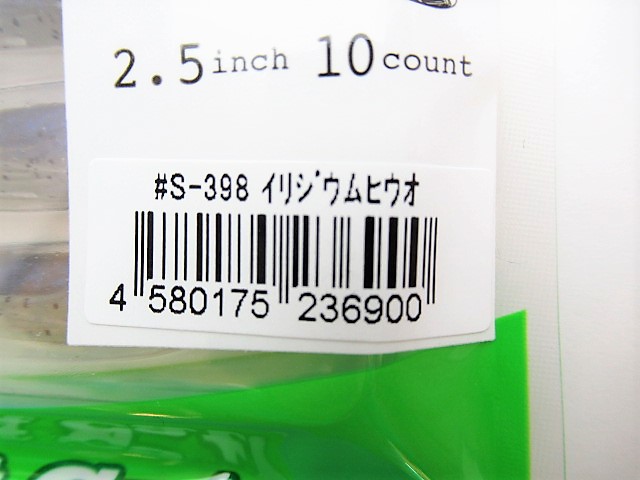 2.5inch 10count
#S-398 ｲﾘｼﾞｳﾑﾋｳｵ
4 580175 236900